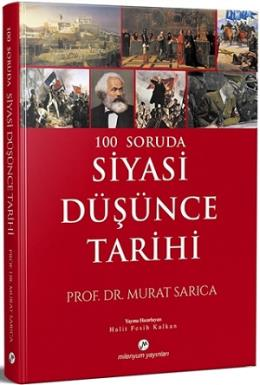 100 SORUDA
SİYASİ
DÜŞÜNCE
TARİHİ
PROF. DR. MURAT SARICA
Yayına Hazırlayan
Halit Fesih Kalkan
milenyum yayınları
100 SORUDA SİYASİ DÜŞÜNCE TARİHİ
PROF. DR. MURAT SARICA